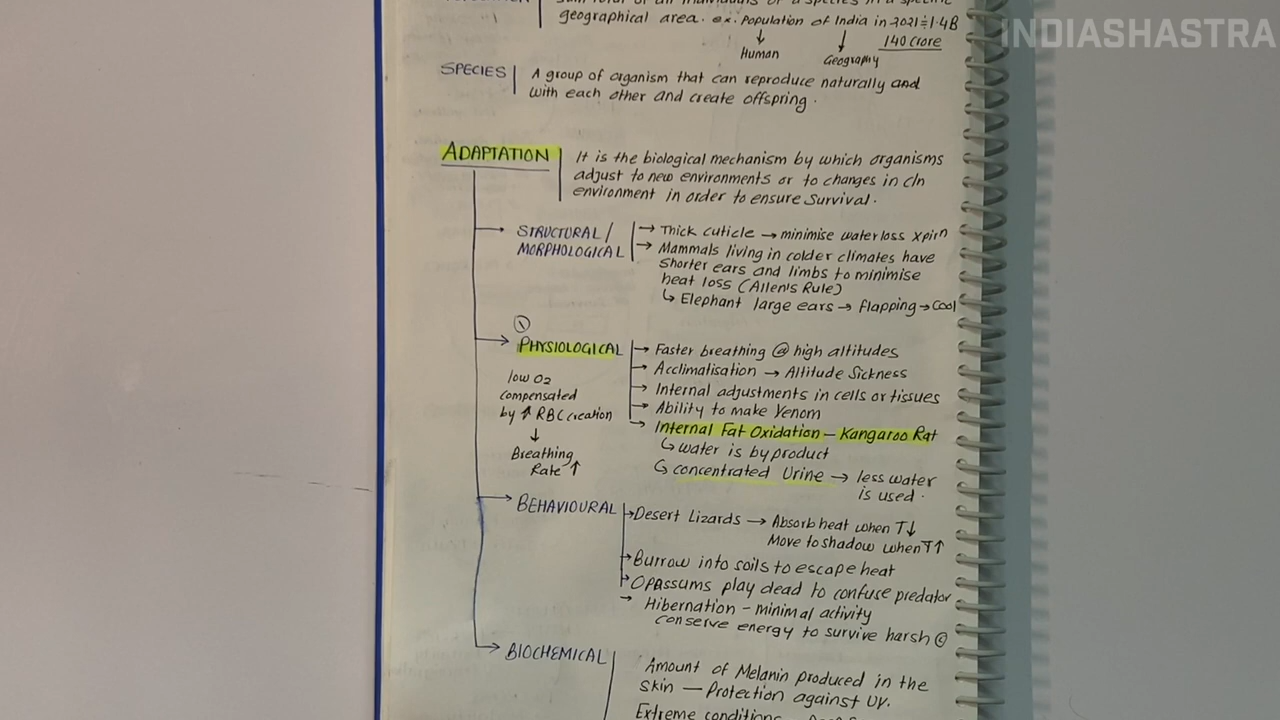 geographical area. ex. Population of India in 2021 ≈ 1.4B
140 Crore
Human
Geography
INDIASHASTRA
SPECIES
A group of organism that can reproduce naturally and
with each other and create offspring.
ADAPTATION
It is the biological mechanism by which organisms
adjust to new environments or to changes in c/n
environment in order to ensure Survival.
STRUCTURAL/
MORPHOLOGICAL
→ Thick cuticle → minimise waterloss xpirn
→ Mammals living in colder climates have
shorter ears and limbs to minimise
heat loss (Allen's Rule)
↳ Elephant large ears → flapping → cool
①
PHYSIOLOGICAL
low O2
compensated
by ↑ RBC creation
↓
Breathing
Rate ↑
→ Faster breathing @ high altitudes
→ Acclimatisation → Altitude Sickness
→ Internal adjustments in cells or tissues
→ Ability to make Venom
→ Internal Fat Oxidation – Kangaroo Rat
↳ water is by product
↳ concentrated Urine → less water
is used.
BEHAVIOURAL
→ Desert Lizards → Absorb heat when T↓
Move to shadow when T↑
→ Burrow into soils to escape heat
→ Opassums play dead to confuse predator
→ Hibernation – minimal activity
conserve energy to survive harsh ©
BIOCHEMICAL
Amount of Melanin produced in the
skin — Protection against UV.
Extreme conditions